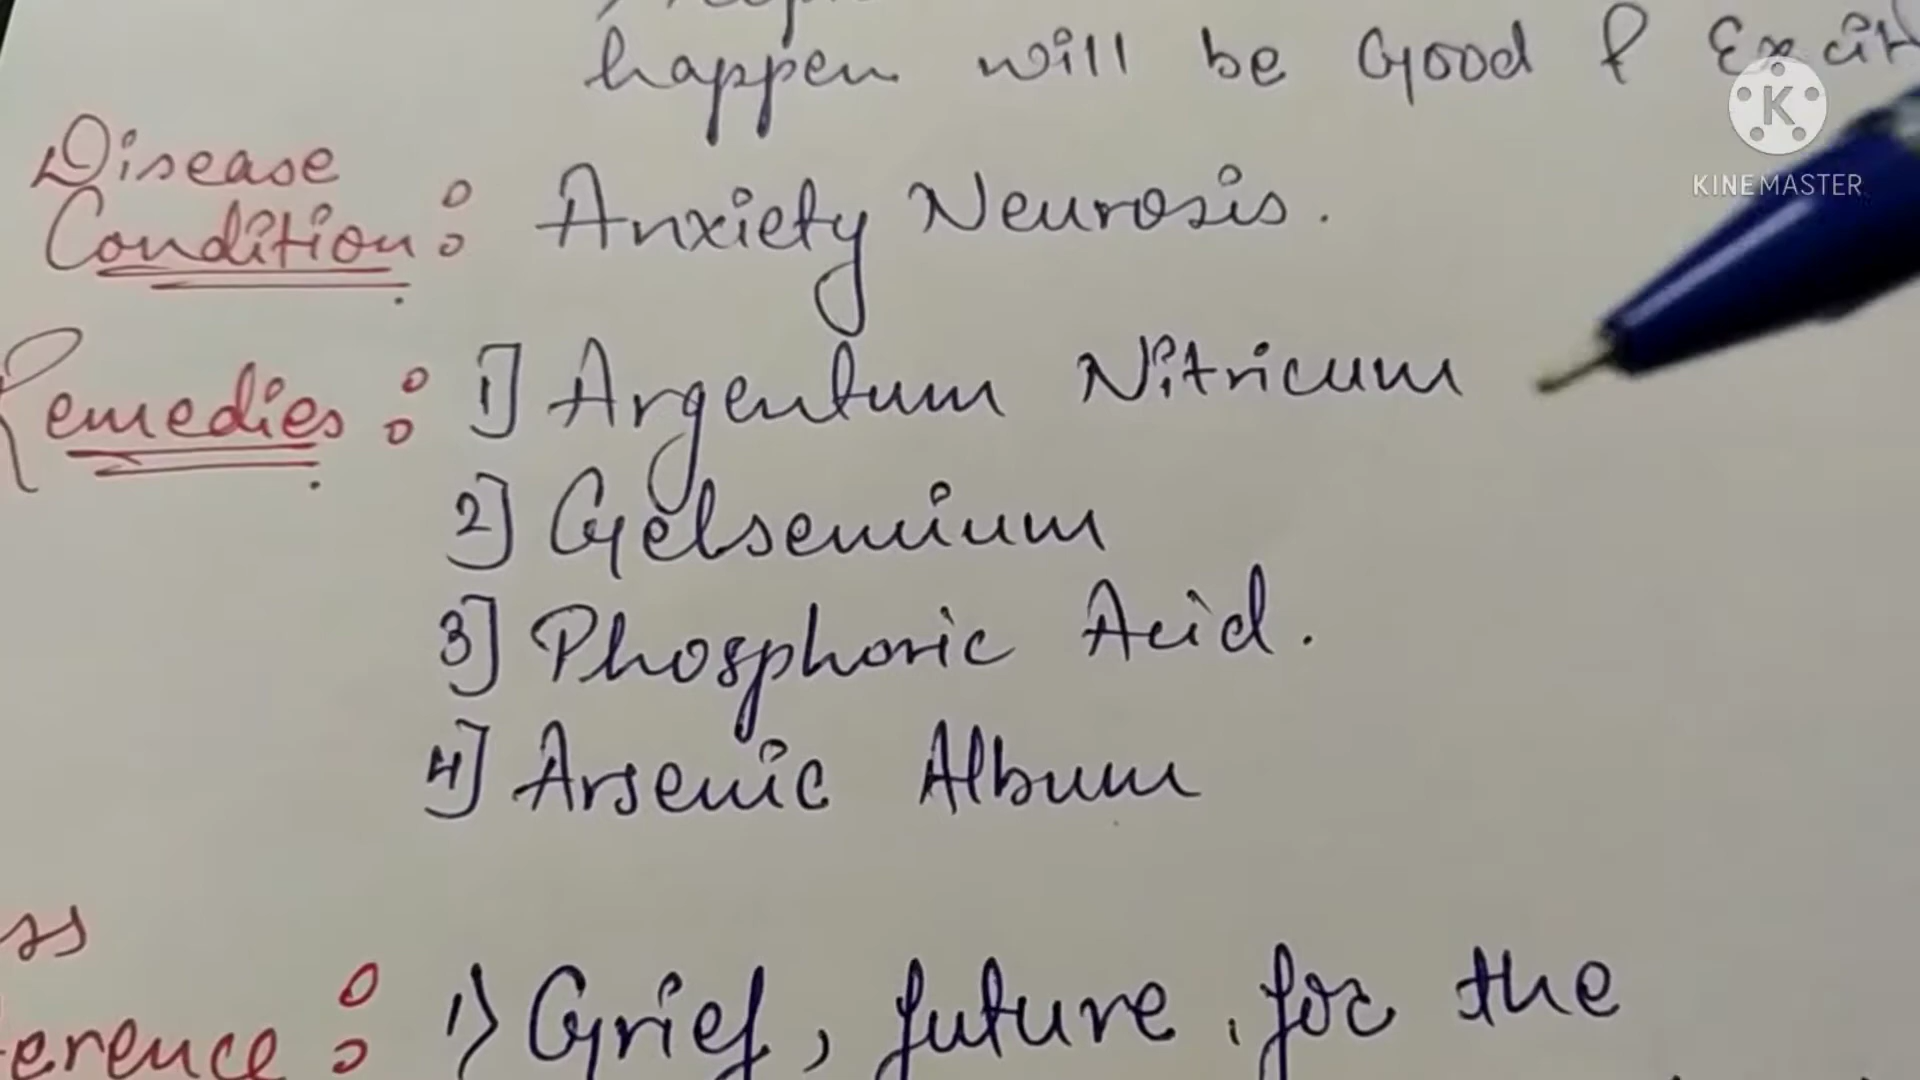 happen will be Good &
Disease
Condition : Anxiety Neurosis.
Remedies : 1] Argentum Nitricum
2] Gelsemium
3] Phosphoric Acid.
4] Arsenic Album
1) Grief, future, for the
K
KINEMASTER